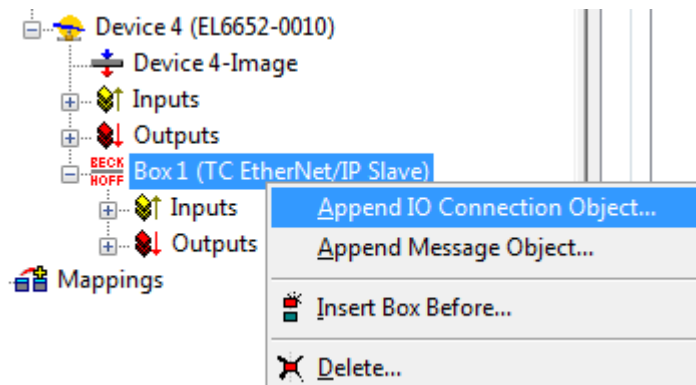 Device 4 (EL6652-0010)
Device 4-Image
Inputs
Outputs
BECK
HOFF
Box 1 (TC EtherNet/IP Slave)
Inputs
Outputs
Mappings
Append IO Connection Object...
Append Message Object...
Insert Box Before...
Delete...